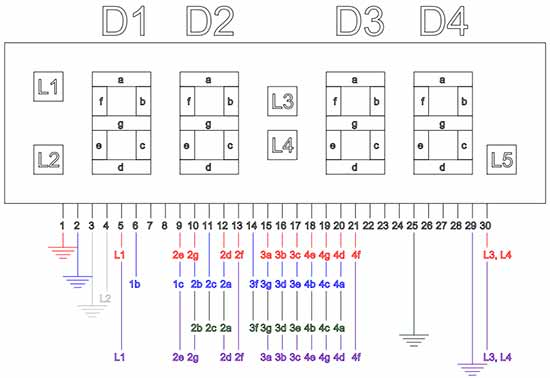 D1 D2 D3 D4
L1 a a L3 a a
f b f b f b f b
g g g g
L2 e c e c L4 e c e c L5
d d d d
1 2 3 4 5 6 7 8 9 10 11 12 13 14 15 16 17 18 19 20 21 22 23 24 25 26 27 28 29 30
L1 2e 2g 2d 2f 3a 3b 3c 4e 4g 4d 4f L3, L4
1b 1c 2b 2c 2a 3f 3g 3d 3e 4b 4c 4a
L2
2b 2c 2a 3f 3g 3d 3e 4b 4c 4a
L1 2e 2g 2d 2f 3a 3b 3c 4e 4g 4d 4f L3, L4